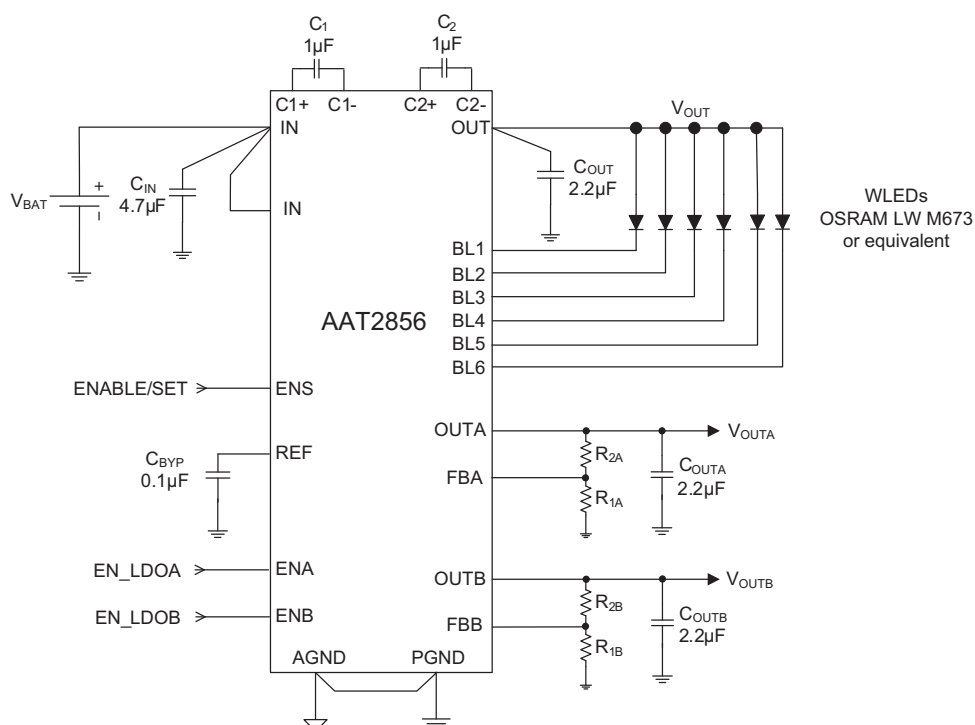 C1
1µF
C2
1µF
C1+
C1-
C2+
C2-
IN
OUT
VOUT
CIN
4.7µF
VBAT
+
–
IN
COUT
2.2µF
WLEDs
OSRAM LW M673
or equivalent
BL1
BL2
BL3
BL4
BL5
BL6
AAT2856
ENABLE/SET
ENS
REF
CBYP
0.1µF
OUTA
VOUTA
R2A
COUTA
2.2µF
FBA
R1A
EN_LDOA
ENA
OUTB
VOUTB
R2B
COUTB
2.2µF
EN_LDOB
ENB
FBB
R1B
AGND
PGND